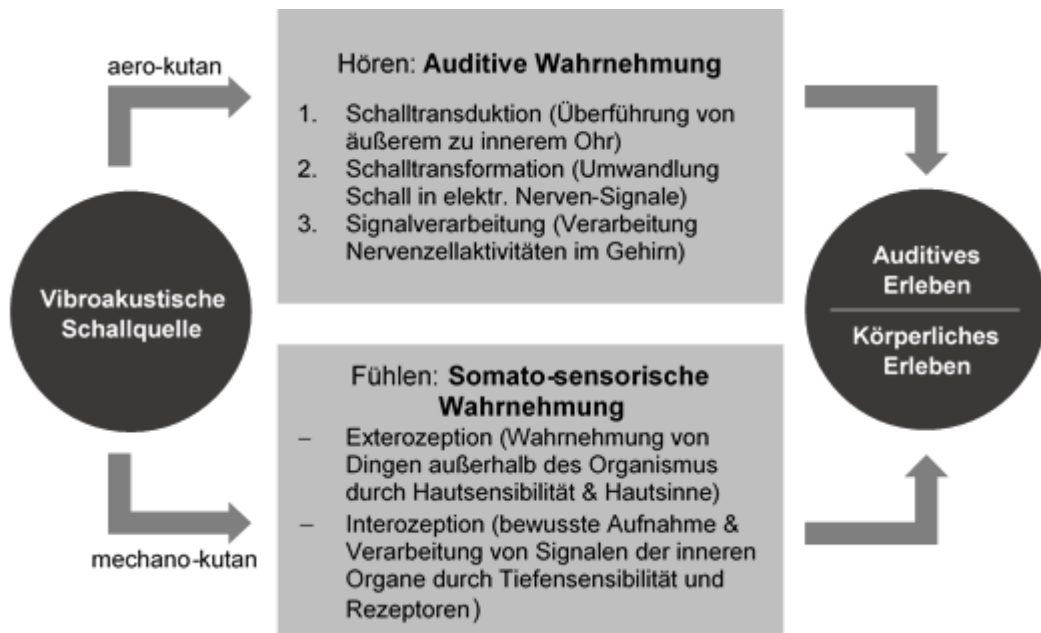 aero-kutan
Hören: Auditive Wahrnehmung
1. Schalltransduktion (Überführung von
äußerem zu innerem Ohr)
2. Schalltransformation (Umwandlung
Schall in elektr. Nerven-Signale)
3. Signalverarbeitung (Verarbeitung
Nervenzellaktivitäten im Gehirn)
Vibroakustische
Schallquelle
Auditives
Erleben
Körperliches
Erleben
Fühlen: Somato-sensorische
Wahrnehmung
– Exterozeption (Wahrnehmung von
Dingen außerhalb des Organismus
durch Hautsensibilität & Hautsinne)
– Interozeption (bewusste Aufnahme &
Verarbeitung von Signalen der inneren
Organe durch Tiefensensibilität und
Rezeptoren)
mechano-kutan